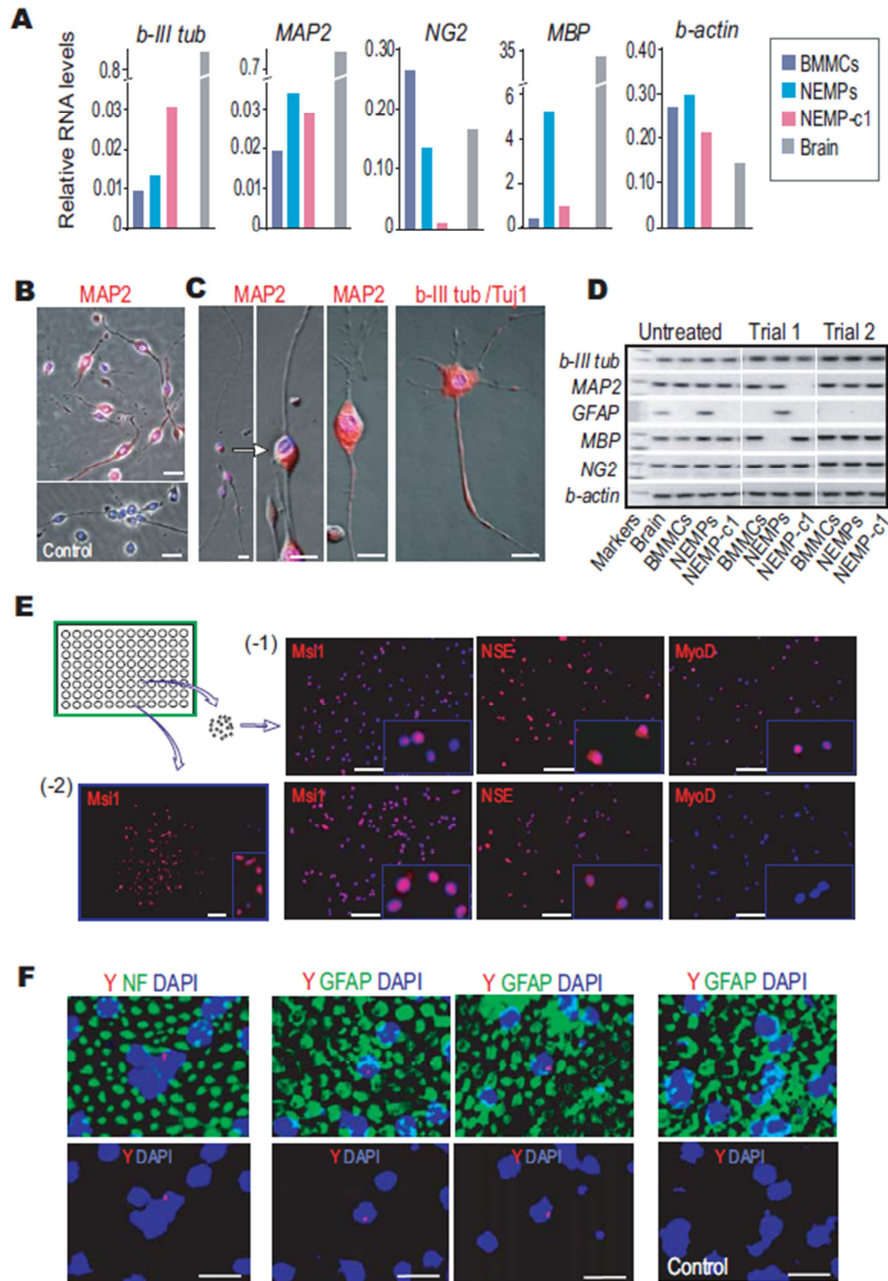 A
b-III tub MAP2 NG2 MBP b-actin
Relative RNA levels
0.8
0.03
0.02
0.01
0
0.7
0.03
0.02
0.01
0
0.30
0.20
0.10
0
35
6
4
2
0
0.40
0.30
0.20
0.10
0
BMMCs
NEMPs
NEMP-c1
Brain
B
MAP2
Control
C
MAP2 MAP2 b-III tub /Tuj1
D
Untreated Trial 1 Trial 2
b-III tub
MAP2
GFAP
MBP
NG2
b-actin
Markers
Brain
BMMCs
NEMPs
NEMP-c1
BMMCs
NEMPs
NEMP-c1
BMMCs
NEMPs
NEMP-c1
E
(-1)
Msi1 NSE MyoD
(-2)
Msi1
Msi1 NSE MyoD
F
Y NF DAPI Y GFAP DAPI Y GFAP DAPI Y GFAP DAPI
Y DAPI Y DAPI Y DAPI Y DAPI
Control